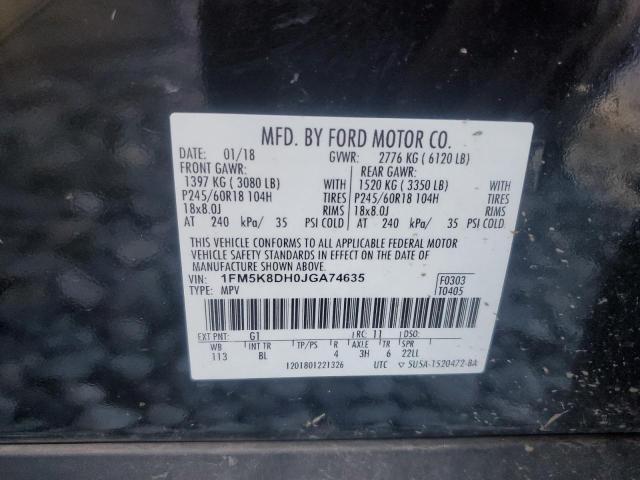 MFD. BY FORD MOTOR CO.
DATE: 01/18 GVWR: 2776 KG ( 6120 LB)
FRONT GAWR: REAR GAWR:
1397 KG ( 3080 LB) WITH 1520 KG ( 3350 LB) WITH
P245/60R18 104H TIRES P245/60R18 104H TIRES
18x8.0J RIMS 18x8.0J RIMS
AT 240 kPa/ 35 PSI COLD AT 240 kPa/ 35 PSI COLD
THIS VEHICLE CONFORMS TO ALL APPLICABLE FEDERAL MOTOR
VEHICLE SAFETY STANDARDS IN EFFECT ON THE DATE OF
MANUFACTURE SHOWN ABOVE.
VIN: 1FM5K8DH0JGA74635 F0303
TYPE: MPV T0405
EXT PNT: G1 RC: 11 DSO:
WB INT TR TP/PS R AXLE TR SPR
113 BL 4 3H 6 22LL
1201801221326 UTC ▽ 5U5A-1520472-BA